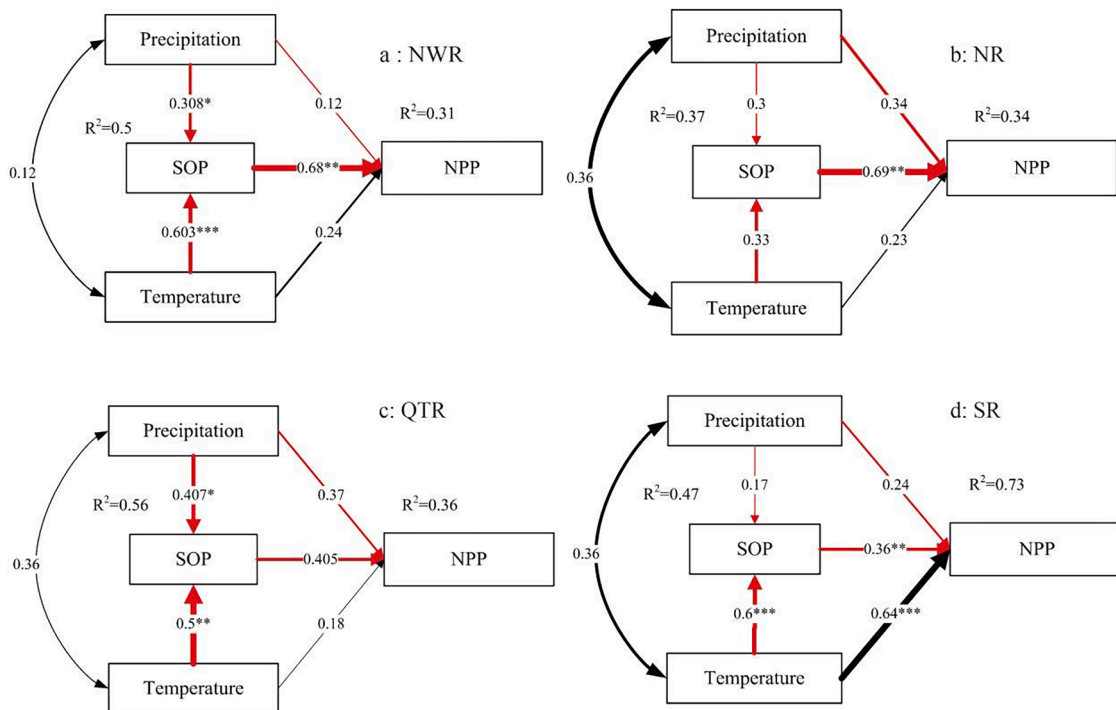 Precipitation
a : NWR
0.308*
0.12
R²=0.5
R²=0.31
0.12
SOP
0.68**
NPP
0.603***
0.24
Temperature
Precipitation
b: NR
0.3
0.34
R²=0.37
R²=0.34
0.36
SOP
0.69**
NPP
0.33
0.23
Temperature
Precipitation
c: QTR
0.407*
0.37
R²=0.56
R²=0.36
0.36
SOP
0.405
NPP
0.5**
0.18
Temperature
Precipitation
d: SR
0.17
0.24
R²=0.47
R²=0.73
0.36
SOP
0.36**
NPP
0.6***
0.64***
Temperature